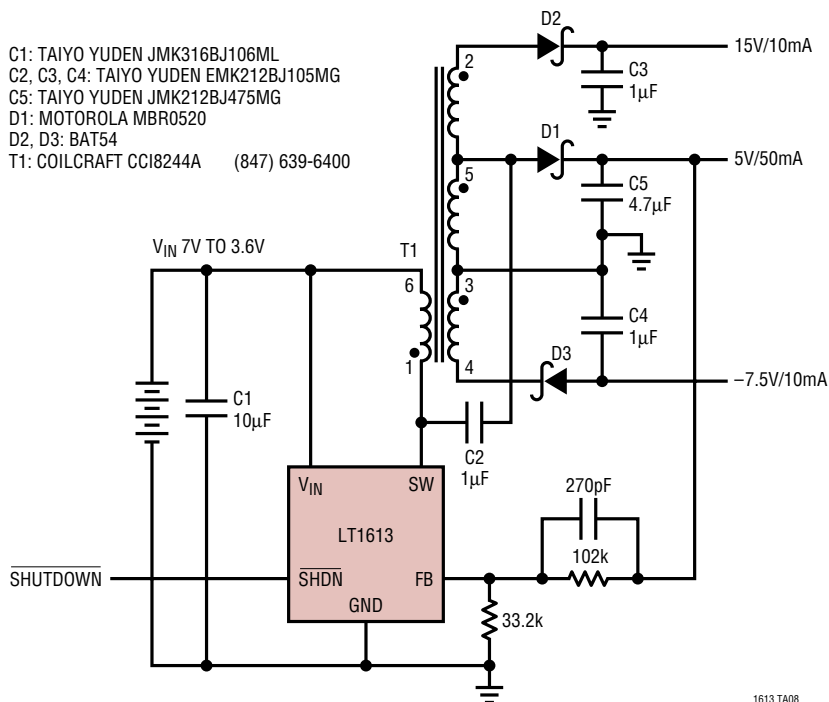 C1: TAIYO YUDEN JMK316BJ106ML
C2, C3, C4: TAIYO YUDEN EMK212BJ105MG
C5: TAIYO YUDEN JMK212BJ475MG
D1: MOTOROLA MBR0520
D2, D3: BAT54
T1: COILCRAFT CCI8244A (847) 639-6400
D2
15V/10mA
2
C3
1µF
D1
5V/50mA
5
C5
4.7µF
VIN 7V TO 3.6V
T1
6
3
C4
1µF
1
4
D3
–7.5V/10mA
C1
10µF
C2
1µF
VIN
SW
270pF
LT1613
102k
SHUTDOWN
SHDN
FB
GND
33.2k
1613 TA08